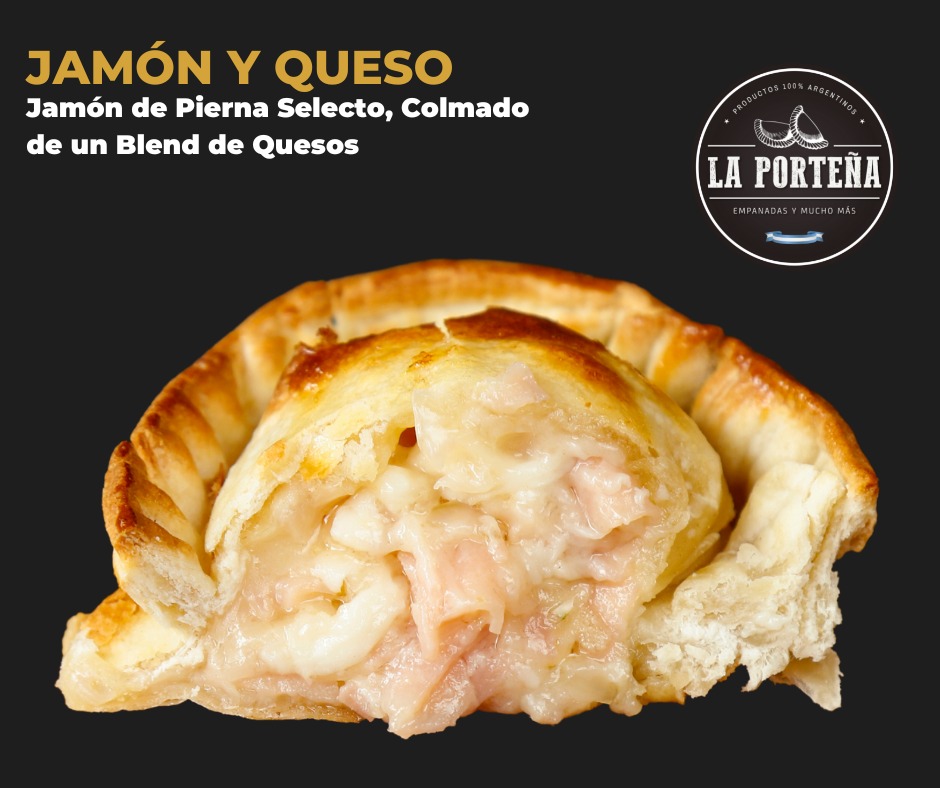 JAMÓN Y QUESO
Jamón de Pierna Selecto, Colmado
de un Blend de Quesos
PRODUCTOS 100% ARGENTINOS
LA PORTEÑA
EMPANADAS Y MUCHO MÁS